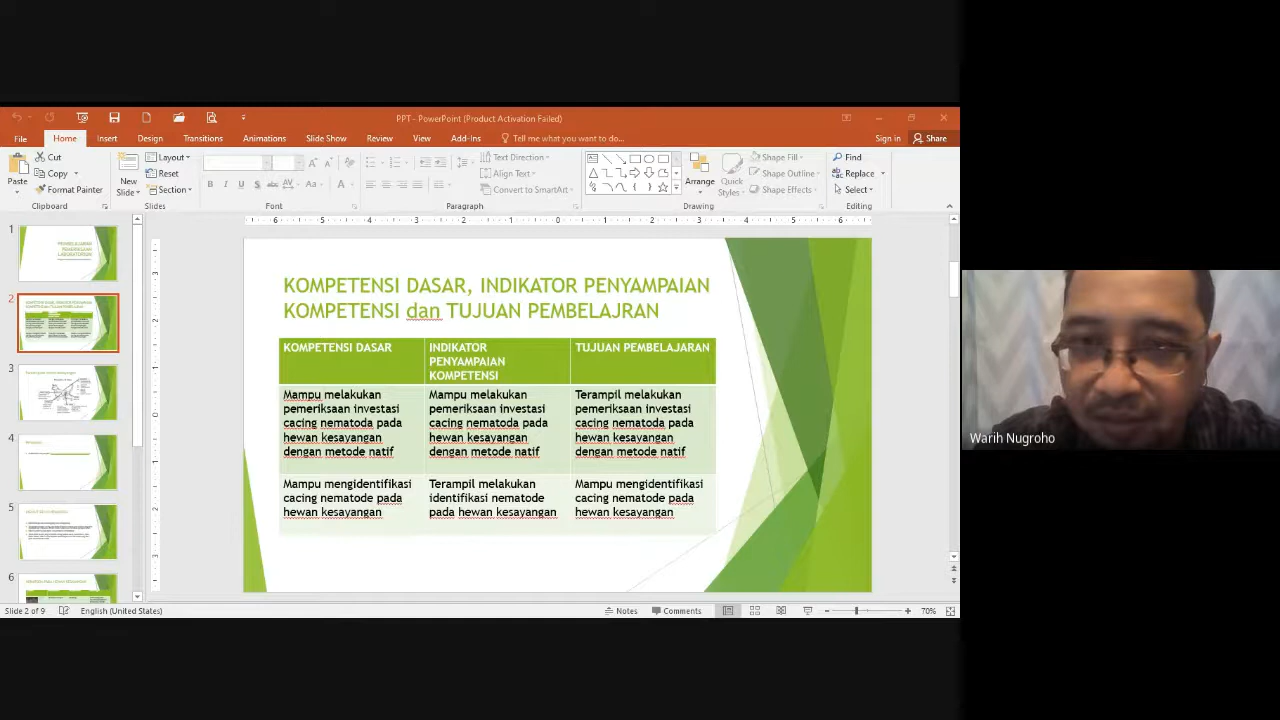 PPT - PowerPoint (Product Activation Failed)
File Home Insert Design Transitions Animations Slide Show Review View Add-Ins Tell me what you want to do... Sign in Share
Paste
Cut
Copy
Format Painter
Clipboard
New Slide
Layout
Reset
Section
Slides
Font
Text Direction
Align Text
Convert to SmartArt
Paragraph
Arrange
Quick Styles
Shape Fill
Shape Outline
Shape Effects
Drawing
Find
Replace
Select
Editing
1
2
3
4
5
6
KOMPETENSI DASAR, INDIKATOR PENYAMPAIAN
KOMPETENSI dan TUJUAN PEMBELAJRAN
KOMPETENSI DASAR
INDIKATOR
PENYAMPAIAN
KOMPETENSI
TUJUAN PEMBELAJARAN
Mampu melakukan
pemeriksaan investasi
cacing nematoda pada
hewan kesayangan
dengan metode natif
Mampu melakukan
pemeriksaan investasi
cacing nematoda pada
hewan kesayangan
dengan metode natif
Terampil melakukan
pemeriksaan investasi
cacing nematoda pada
hewan kesayangan
dengan metode natif
Mampu mengidentifikasi
cacing nematode pada
hewan kesayangan
Terampil melakukan
identifikasi nematode
pada hewan kesayangan
Mampu mengidentifikasi
cacing nematode pada
hewan kesayangan
Slide 2 of 9 English (United States) Notes Comments 70%
Warih Nugroho